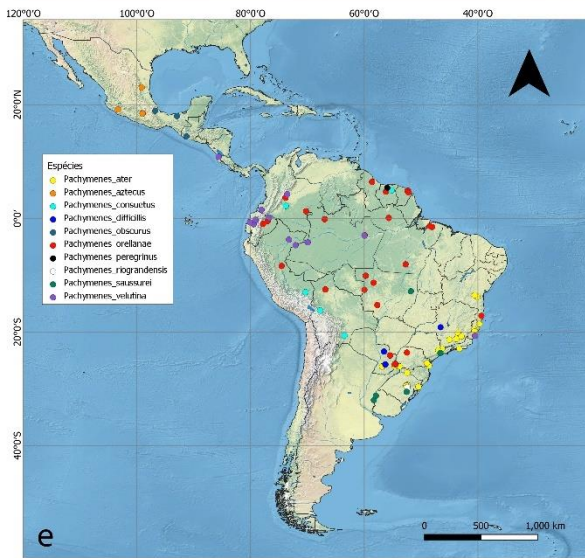 120°0'W 100°0'W 80°0'W 60°0'W 40°0'W
20°0'N
0°0'
20°0'S
40°0'S
Espécies
Pachymenes_ater
Pachymenes_aztecus
Pachymenes_consuetus
Pachymenes_difficillis
Pachymenes_obscurus
Pachymenes_orellanae
Pachymenes_peregrinus
Pachymenes_riograndensis
Pachymenes_saussurei
Pachymenes_velutina
e
0 500 1,000 km